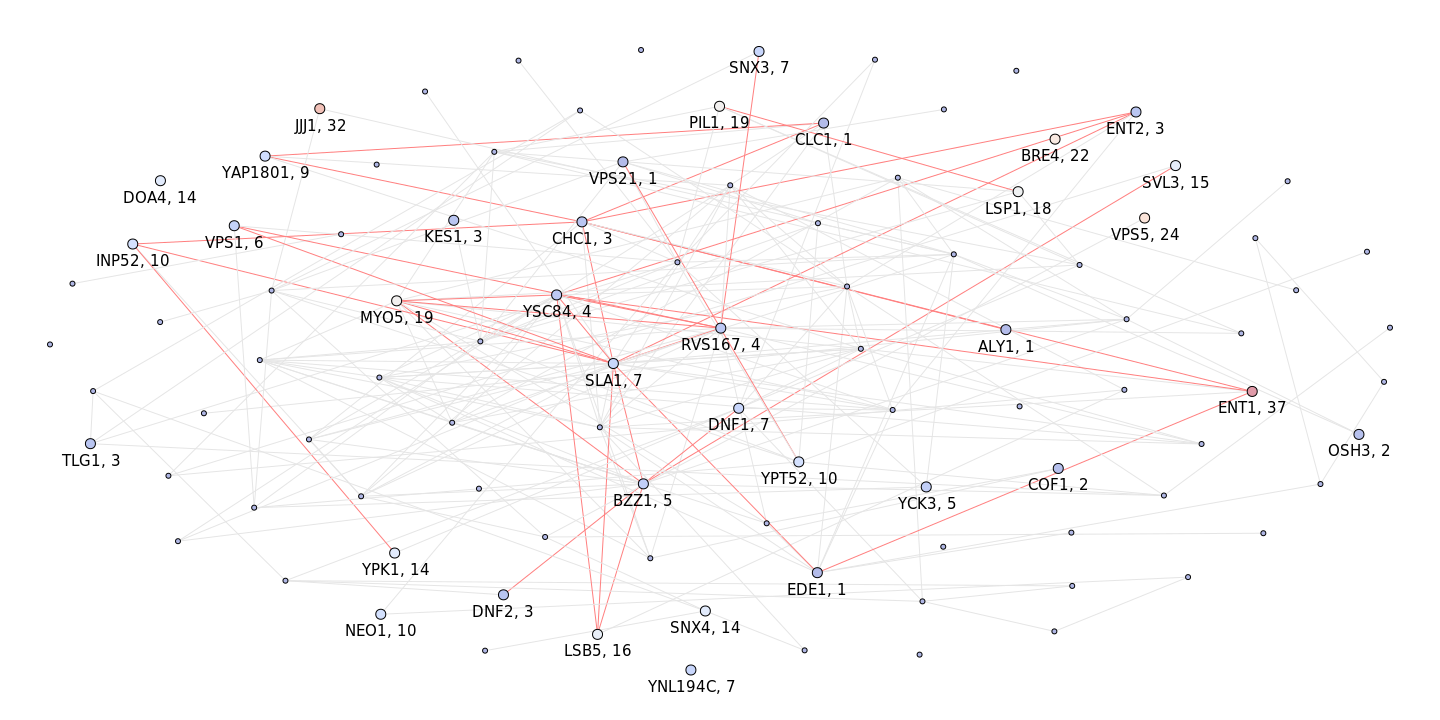 SNX3, 7
JJJ1, 32
PIL1, 19
CLC1, 1
ENT2, 3
BRE4, 22
YAP1801, 9
VPS21, 1
SVL3, 15
DOA4, 14
LSP1, 18
VPS1, 6
KES1, 3
CHC1, 3
VPS5, 24
INP52, 10
MYO5, 19
YSC84, 4
RVS167, 4
ALY1, 1
SLA1, 7
ENT1, 37
DNF1, 7
TLG1, 3
OSH3, 2
YPT52, 10
COF1, 2
BZZ1, 5
YCK3, 5
YPK1, 14
EDE1, 1
DNF2, 3
NEO1, 10
SNX4, 14
LSB5, 16
YNL194C, 7